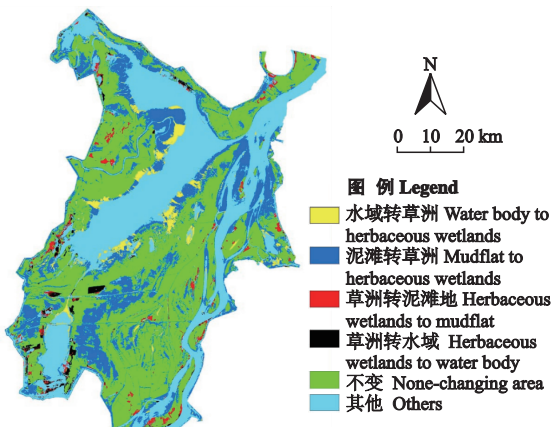 N
0 10 20 km
图 例 Legend
水域转草洲 Water body to
herbaceous wetlands
泥滩转草洲 Mudflat to
herbaceous wetlands
草洲转泥滩地 Herbaceous
wetlands to mudflat
草洲转水域 Herbaceous
wetlands to water body
不变 None-changing area
其他 Others